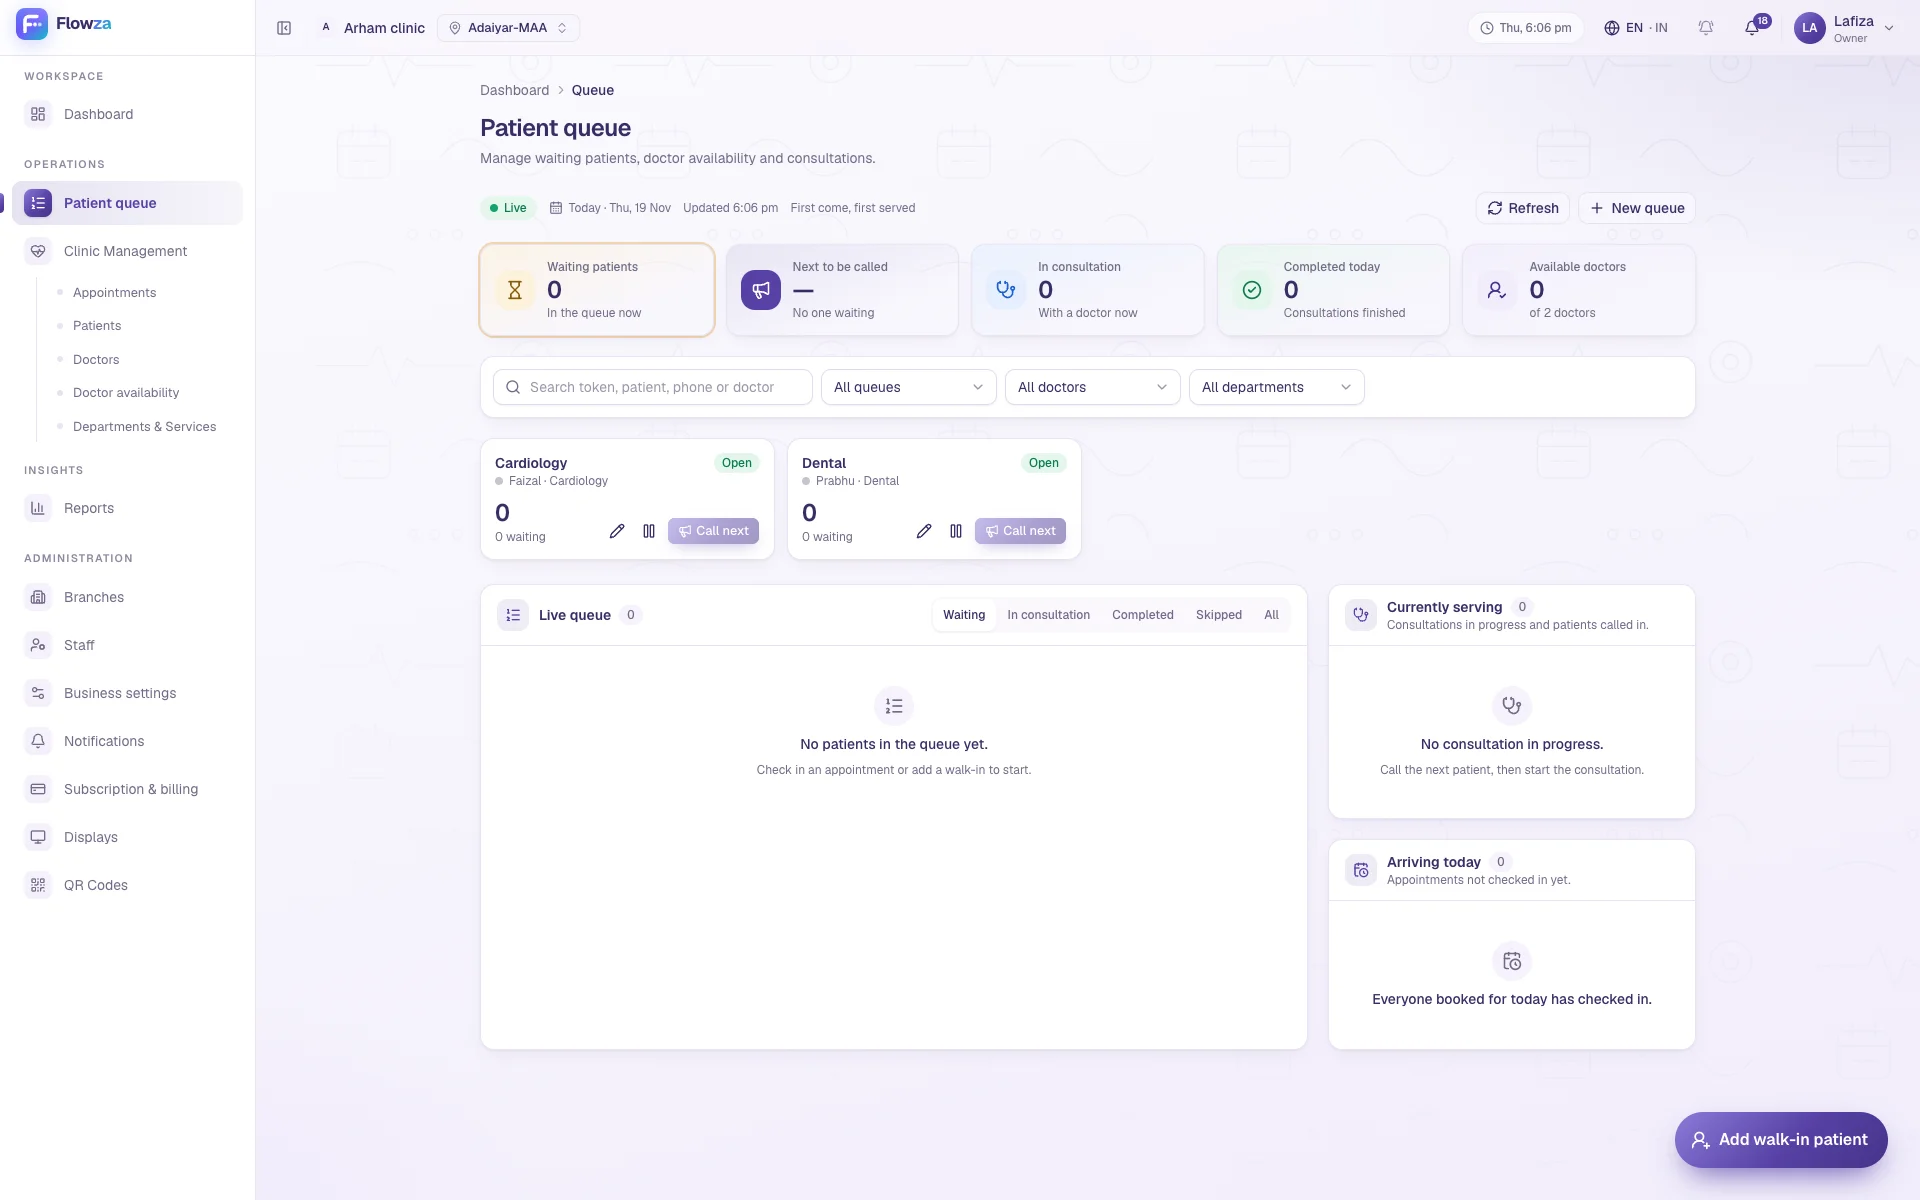 Flowza
A Arham clinic Adaiyar-MAA
Thu, 6:06 pm EN · IN 18 LA Lafiza
Owner
WORKSPACE
Dashboard
OPERATIONS
Patient queue
Clinic Management
Appointments
Patients
Doctors
Doctor availability
Departments & Services
INSIGHTS
Reports
ADMINISTRATION
Branches
Staff
Business settings
Notifications
Subscription & billing
Displays
QR Codes
Dashboard > Queue
Patient queue
Manage waiting patients, doctor availability and consultations.
Live Today · Thu, 19 Nov Updated 6:06 pm First come, first served
Refresh New queue
Waiting patients
0
In the queue now
Next to be called
—
No one waiting
In consultation
0
With a doctor now
Completed today
0
Consultations finished
Available doctors
0
of 2 doctors
Search token, patient, phone or doctor All queues All doctors All departments
Cardiology Open
Faizal · Cardiology
0
0 waiting Call next
Dental Open
Prabhu · Dental
0
0 waiting Call next
Live queue 0 Waiting In consultation Completed Skipped All
No patients in the queue yet.
Check in an appointment or add a walk-in to start.
Currently serving 0
Consultations in progress and patients called in.
No consultation in progress.
Call the next patient, then start the consultation.
Arriving today 0
Appointments not checked in yet.
Everyone booked for today has checked in.
Add walk-in patient